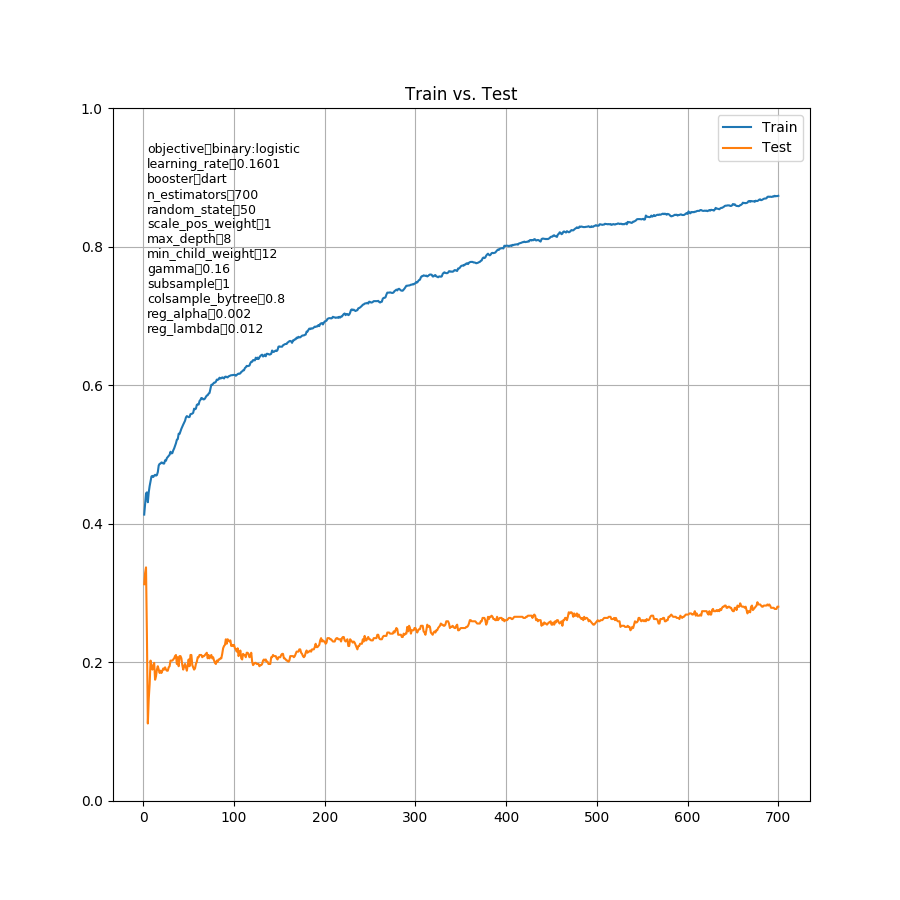 Train vs. Test
1.0
0.8
0.6
0.4
0.2
0.0
objective▯binary:logistic
learning_rate▯0.1601
booster▯dart
n_estimators▯700
random_state▯50
scale_pos_weight▯1
max_depth▯8
min_child_weight▯12
gamma▯0.16
subsample▯1
colsample_bytree▯0.8
reg_alpha▯0.002
reg_lambda▯0.012
Train
Test
0
100
200
300
400
500
600
700